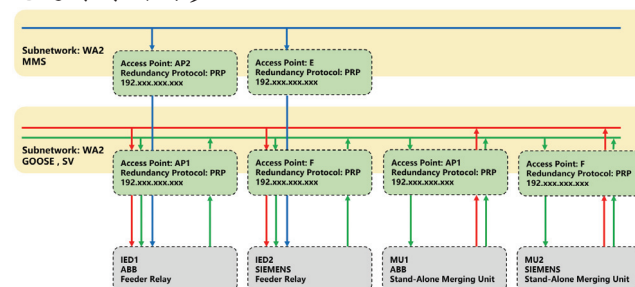 Subnetwork: WA2
MMS
Access Point: AP2
Redundancy Protocol: PRP
192.xxx.xxx.xxx
Access Point: E
Redundancy Protocol: PRP
192.xxx.xxx.xxx
Subnetwork: WA2
GOOSE , SV
Access Point: AP1
Redundancy Protocol: PRP
192.xxx.xxx.xxx
Access Point: F
Redundancy Protocol: PRP
192.xxx.xxx.xxx
Access Point: AP1
Redundancy Protocol: PRP
192.xxx.xxx.xxx
Access Point: F
Redundancy Protocol: PRP
192.xxx.xxx.xxx
IED1
ABB
Feeder Relay
IED2
SIEMENS
Feeder Relay
MU1
ABB
Stand-Alone Merging Unit
MU2
SIEMENS
Stand-Alone Merging Unit